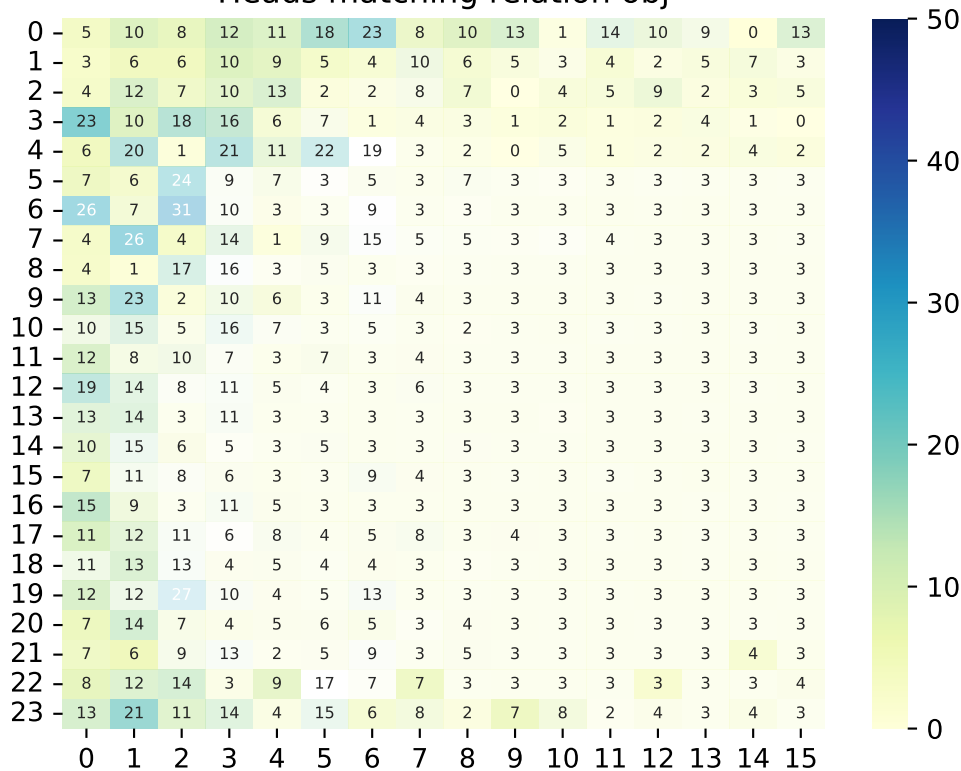 Heads matching relation obj
0 5 10 8 12 11 18 23 8 10 13 1 14 10 9 0 13
1 3 6 6 10 9 5 4 10 6 5 3 4 2 5 7 3
2 4 12 7 10 13 2 2 8 7 0 4 5 9 2 3 5
3 23 10 18 16 6 7 1 4 3 1 2 1 2 4 1 0
4 6 20 1 21 11 22 19 3 2 0 5 1 2 2 4 2
5 7 6 24 9 7 3 5 3 7 3 3 3 3 3 3 3
6 26 7 31 10 3 3 9 3 3 3 3 3 3 3 3 3
7 4 26 4 14 1 9 15 5 5 3 3 4 3 3 3 3
8 4 1 17 16 3 5 3 3 3 3 3 3 3 3 3 3
9 13 23 2 10 6 3 11 4 3 3 3 3 3 3 3 3
10 10 15 5 16 7 3 5 3 2 3 3 3 3 3 3 3
11 12 8 10 7 3 7 3 4 3 3 3 3 3 3 3 3
12 19 14 8 11 5 4 3 6 3 3 3 3 3 3 3 3
13 13 14 3 11 3 3 3 3 3 3 3 3 3 3 3 3
14 10 15 6 5 3 5 3 3 5 3 3 3 3 3 3 3
15 7 11 8 6 3 3 9 4 3 3 3 3 3 3 3 3
16 15 9 3 11 5 3 3 3 3 3 3 3 3 3 3 3
17 11 12 11 6 8 4 5 8 3 4 3 3 3 3 3 3
18 11 13 13 4 5 4 4 3 3 3 3 3 3 3 3 3
19 12 12 27 10 4 5 13 3 3 3 3 3 3 3 3 3
20 7 14 7 4 5 6 5 3 4 3 3 3 3 3 3 3
21 7 6 9 13 2 5 9 3 5 3 3 3 3 3 4 3
22 8 12 14 3 9 17 7 7 3 3 3 3 3 3 3 4
23 13 21 11 14 4 15 6 8 2 7 8 2 4 3 4 3
0 1 2 3 4 5 6 7 8 9 10 11 12 13 14 15
50
40
30
20
10
0